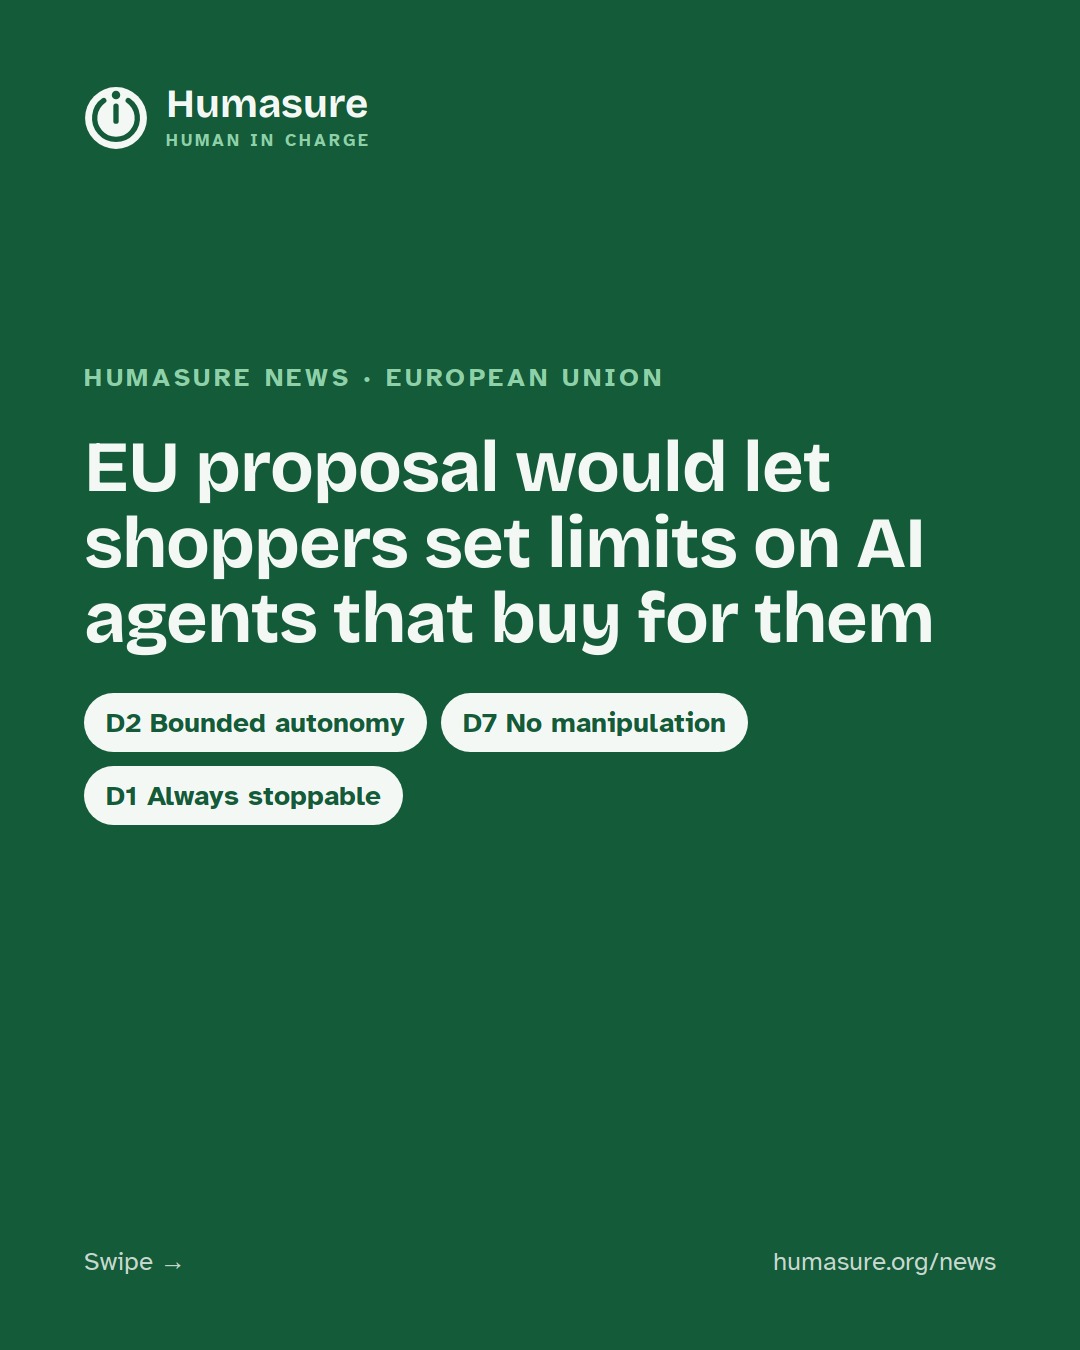 Humasure
HUMAN IN CHARGE
HUMASURE NEWS · EUROPEAN UNION
EU proposal would let
shoppers set limits on AI
agents that buy for them
D2 Bounded autonomy
D7 No manipulation
D1 Always stoppable
Swipe →
humasure.org/news